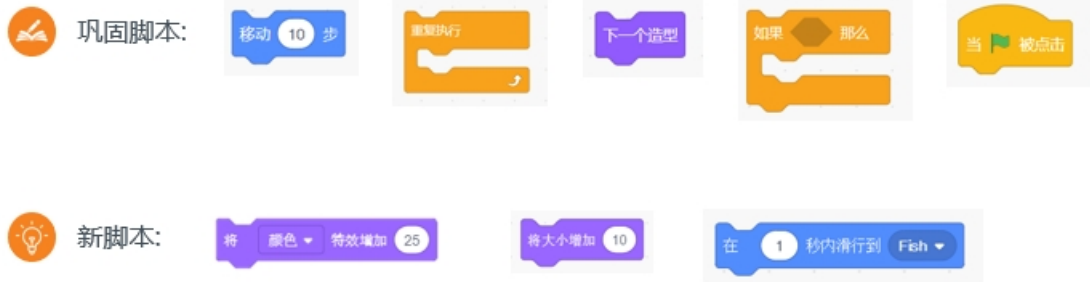 巩固脚本:
移动 10 步
重复执行
下一个造型
如果 那么
当 被点击
新脚本:
将 颜色 特效增加 25
将大小增加 10
在 1 秒内滑行到 Fish